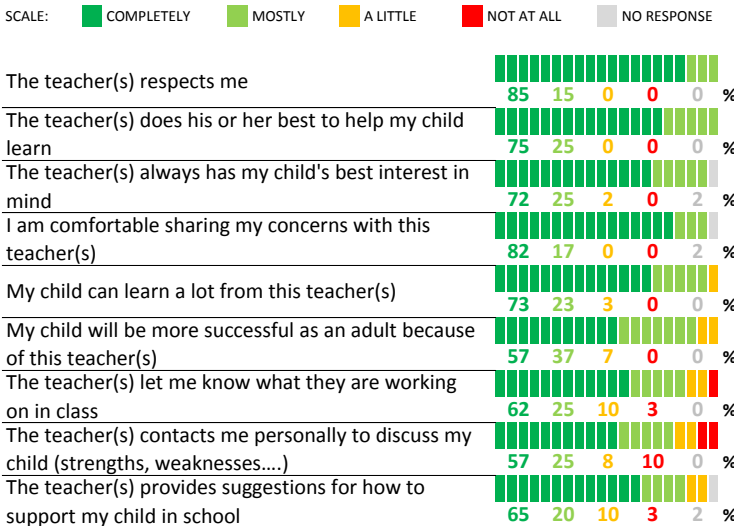 SCALE: COMPLETELY MOSTLY A LITTLE NOT AT ALL NO RESPONSE
The teacher(s) respects me
85 15 0 0 0 %
The teacher(s) does his or her best to help my child
learn
75 25 0 0 0 %
The teacher(s) always has my child's best interest in
mind
72 25 2 0 2 %
I am comfortable sharing my concerns with this
teacher(s)
82 17 0 0 2 %
My child can learn a lot from this teacher(s)
73 23 3 0 0 %
My child will be more successful as an adult because
of this teacher(s)
57 37 7 0 0 %
The teacher(s) let me know what they are working
on in class
62 25 10 3 0 %
The teacher(s) contacts me personally to discuss my
child (strengths, weaknesses....)
57 25 8 10 0 %
The teacher(s) provides suggestions for how to
support my child in school
65 20 10 3 2 %